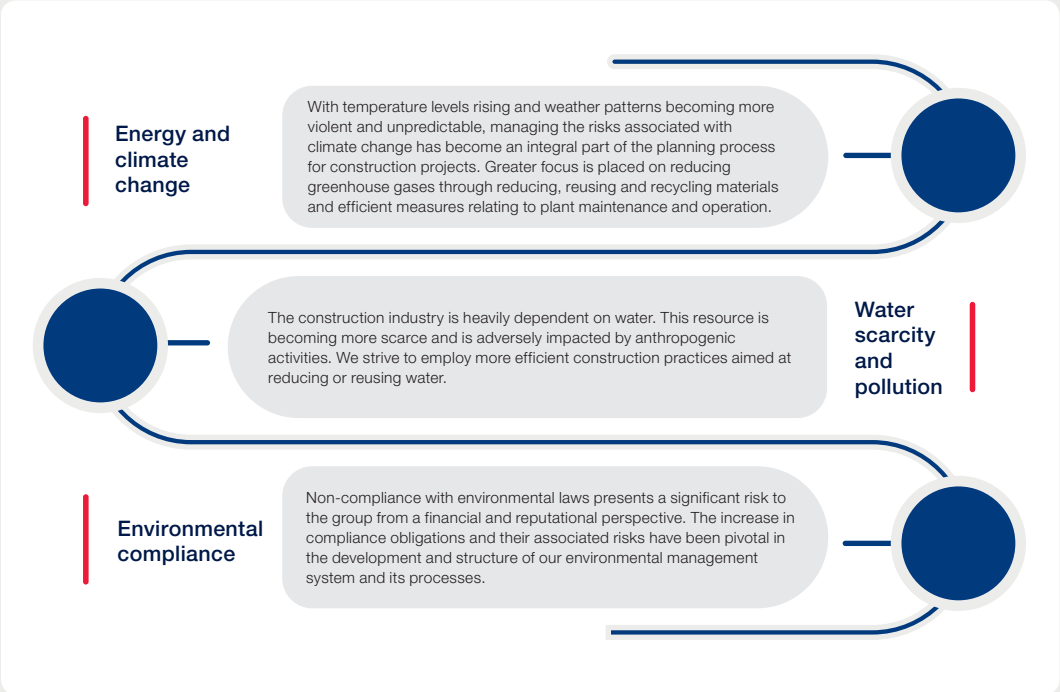 Energy and
climate
change
With temperature levels rising and weather patterns becoming more
violent and unpredictable, managing the risks associated with
climate change has become an integral part of the planning process
for construction projects. Greater focus is placed on reducing
greenhouse gases through reducing, reusing and recycling materials
and efficient measures relating to plant maintenance and operation.
The construction industry is heavily dependent on water. This resource is
becoming more scarce and is adversely impacted by anthropogenic
activities. We strive to employ more efficient construction practices aimed at
reducing or reusing water.
Water
scarcity
and
pollution
Environmental
compliance
Non-compliance with environmental laws presents a significant risk to
the group from a financial and reputational perspective. The increase in
compliance obligations and their associated risks have been pivotal in
the development and structure of our environmental management
system and its processes.